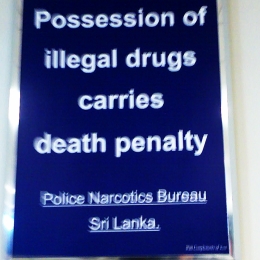 Possession of
illegal drugs
carries
death penalty
Police Narcotics Bureau
Sri Lanka.